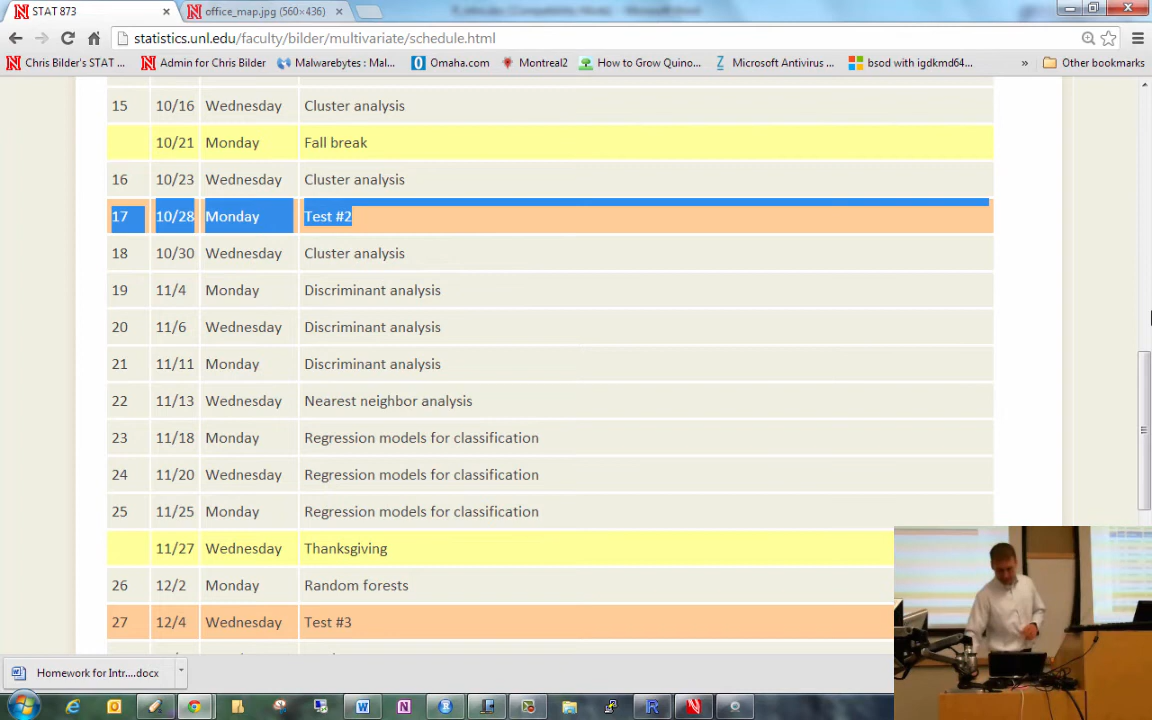 STAT 873
office_map.jpg (560×436)
statistics.unl.edu/faculty/bilder/multivariate/schedule.html
Chris Bilder's STAT ...
Admin for Chris Bilder
Malwarebytes : Mal...
Omaha.com
Montreal2
How to Grow Quino...
Microsoft Antivirus ...
bsod with igdkmd64...
»
Other bookmarks
15 10/16 Wednesday Cluster analysis
10/21 Monday Fall break
16 10/23 Wednesday Cluster analysis
17 10/28 Monday Test #2
18 10/30 Wednesday Cluster analysis
19 11/4 Monday Discriminant analysis
20 11/6 Wednesday Discriminant analysis
21 11/11 Monday Discriminant analysis
22 11/13 Wednesday Nearest neighbor analysis
23 11/18 Monday Regression models for classification
24 11/20 Wednesday Regression models for classification
25 11/25 Monday Regression models for classification
11/27 Wednesday Thanksgiving
26 12/2 Monday Random forests
27 12/4 Wednesday Test #3
Homework for Intr....docx